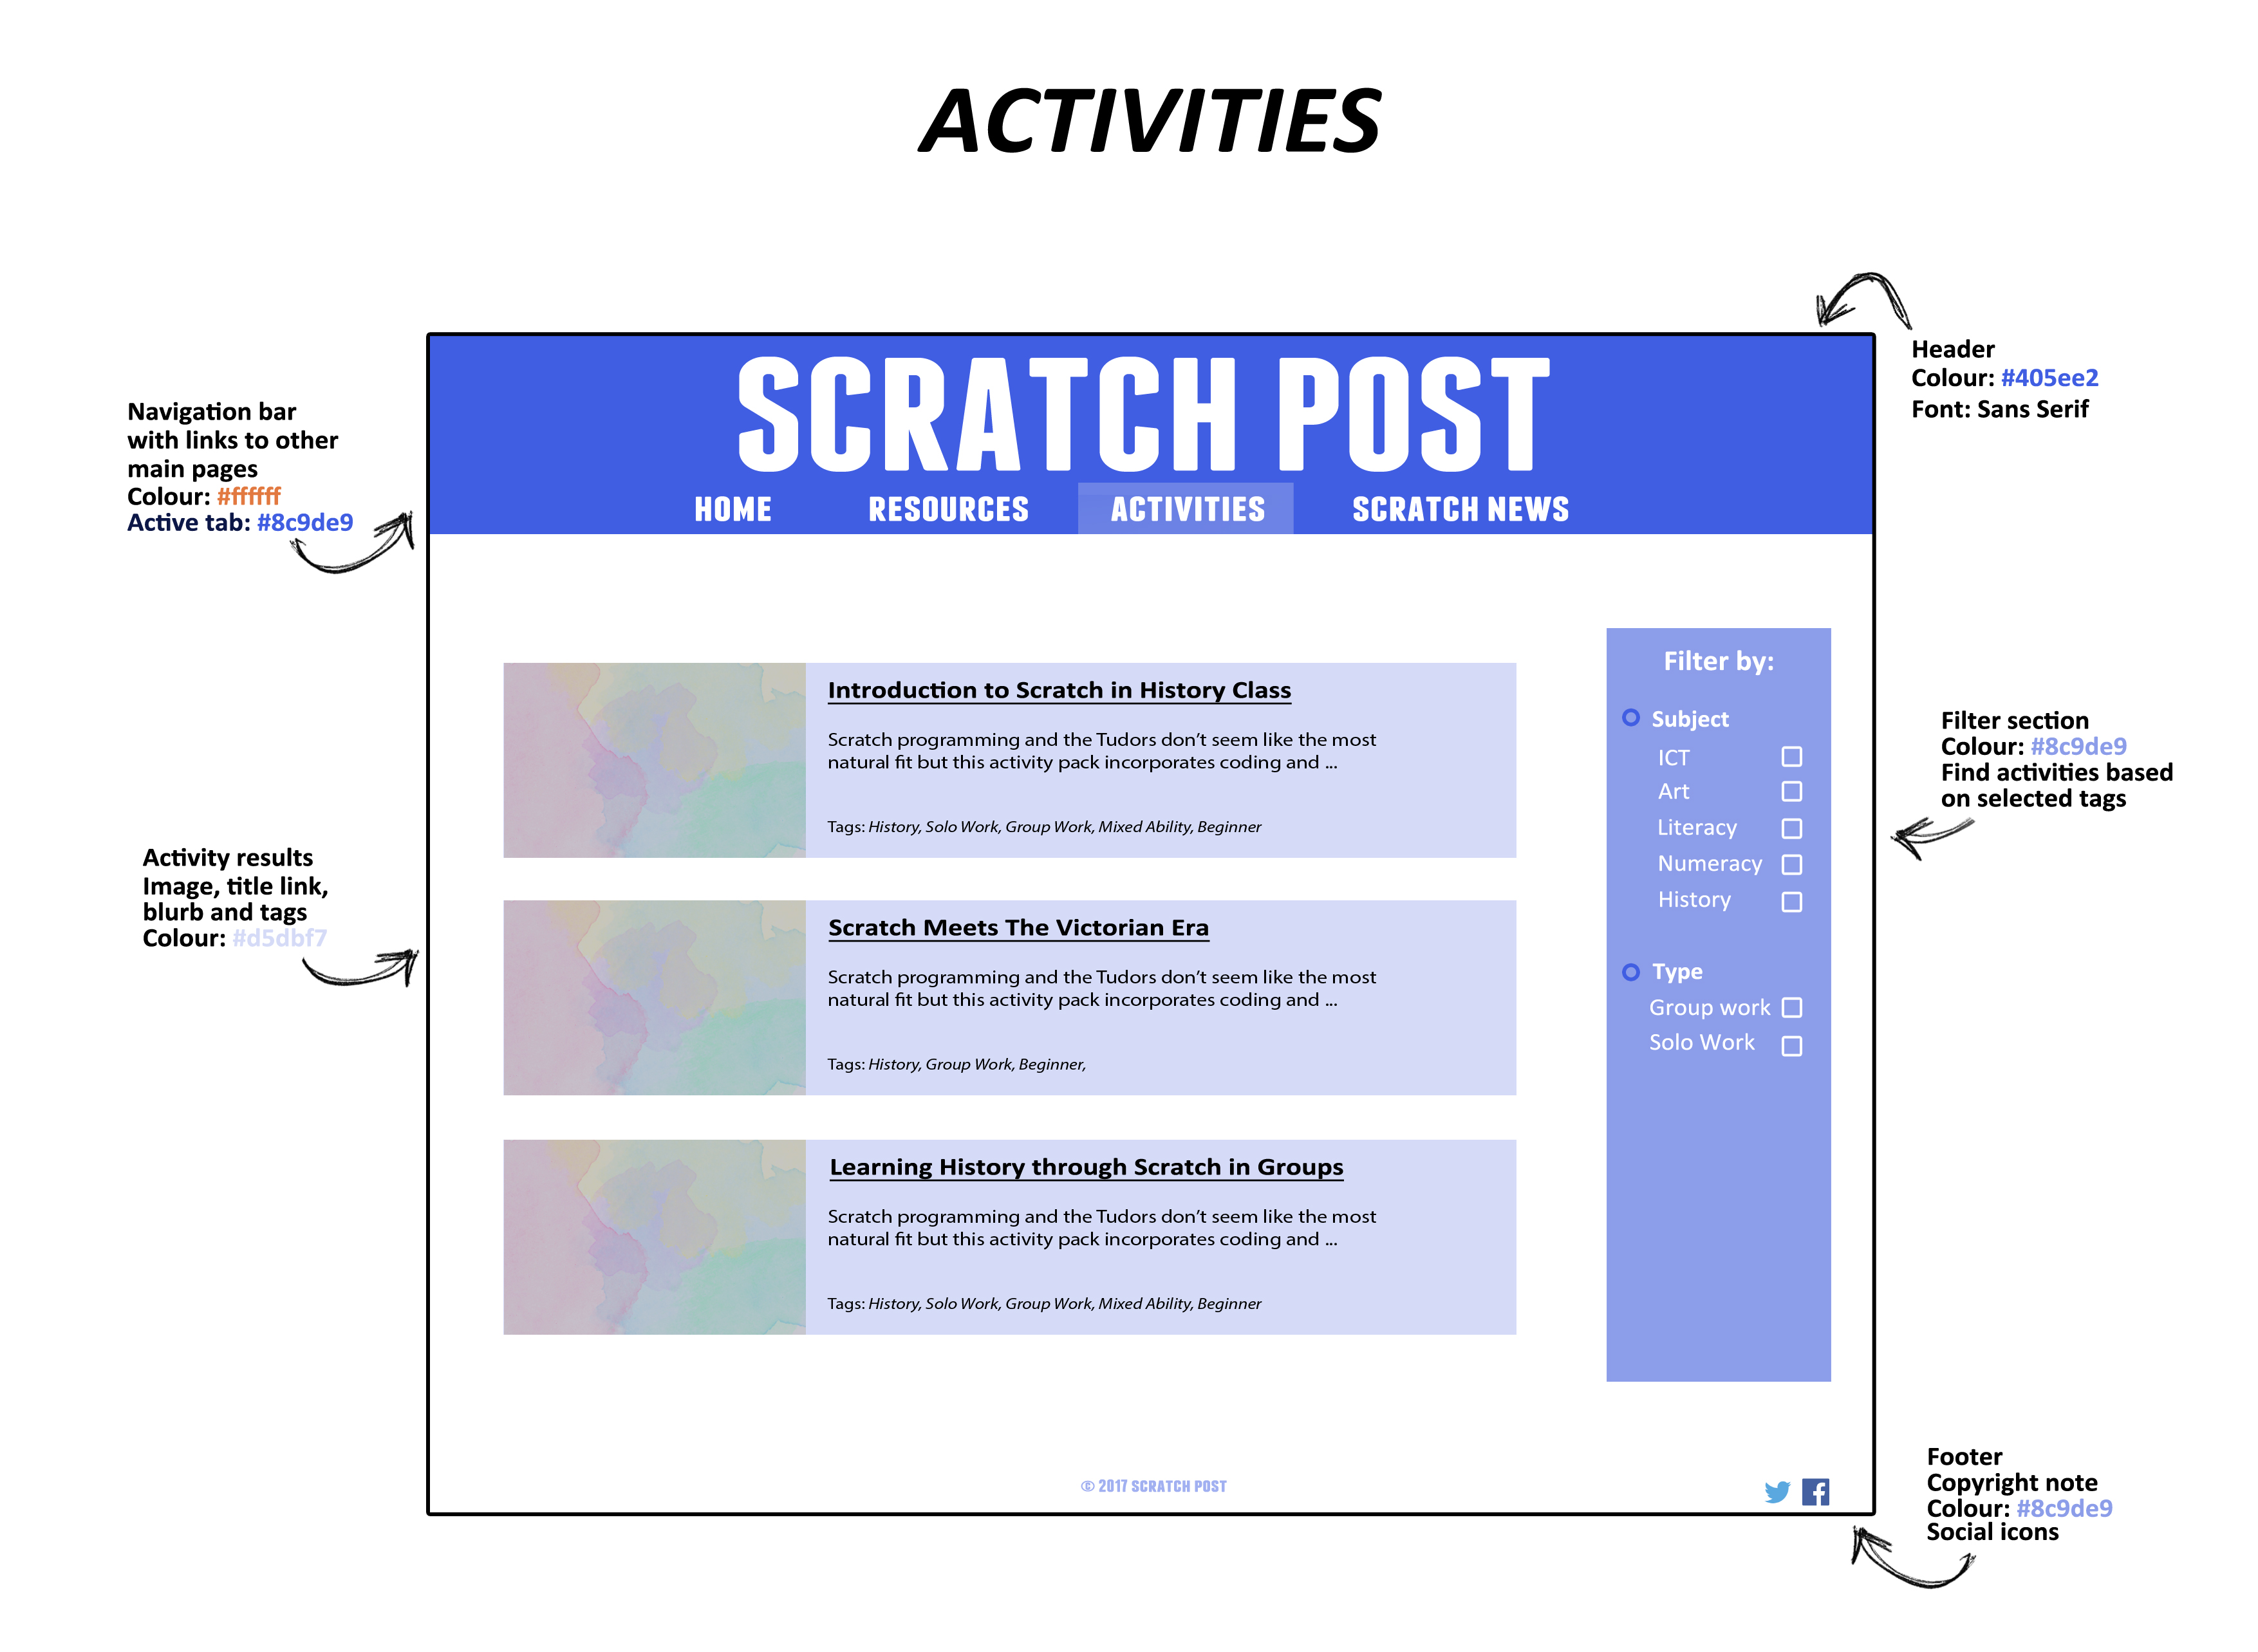 ACTIVITIES
Header
Colour: #405ee2
Font: Sans Serif
Navigation bar
with links to other
main pages
Colour: #ffffff
Active tab: #8c9de9
SCRATCH POST
HOME RESOURCES ACTIVITIES SCRATCH NEWS
Introduction to Scratch in History Class
Scratch programming and the Tudors don’t seem like the most
natural fit but this activity pack incorporates coding and ...
Tags: History, Solo Work, Group Work, Mixed Ability, Beginner
Scratch Meets The Victorian Era
Scratch programming and the Tudors don’t seem like the most
natural fit but this activity pack incorporates coding and ...
Tags: History, Group Work, Beginner,
Learning History through Scratch in Groups
Scratch programming and the Tudors don’t seem like the most
natural fit but this activity pack incorporates coding and ...
Tags: History, Solo Work, Group Work, Mixed Ability, Beginner
Filter by:
Subject
ICT
Art
Literacy
Numeracy
History
Type
Group work
Solo Work
Filter section
Colour: #8c9de9
Find activities based
on selected tags
Activity results
Image, title link,
blurb and tags
Colour: #d5dbf7
© 2017 SCRATCH POST
Footer
Copyright note
Colour: #8c9de9
Social icons